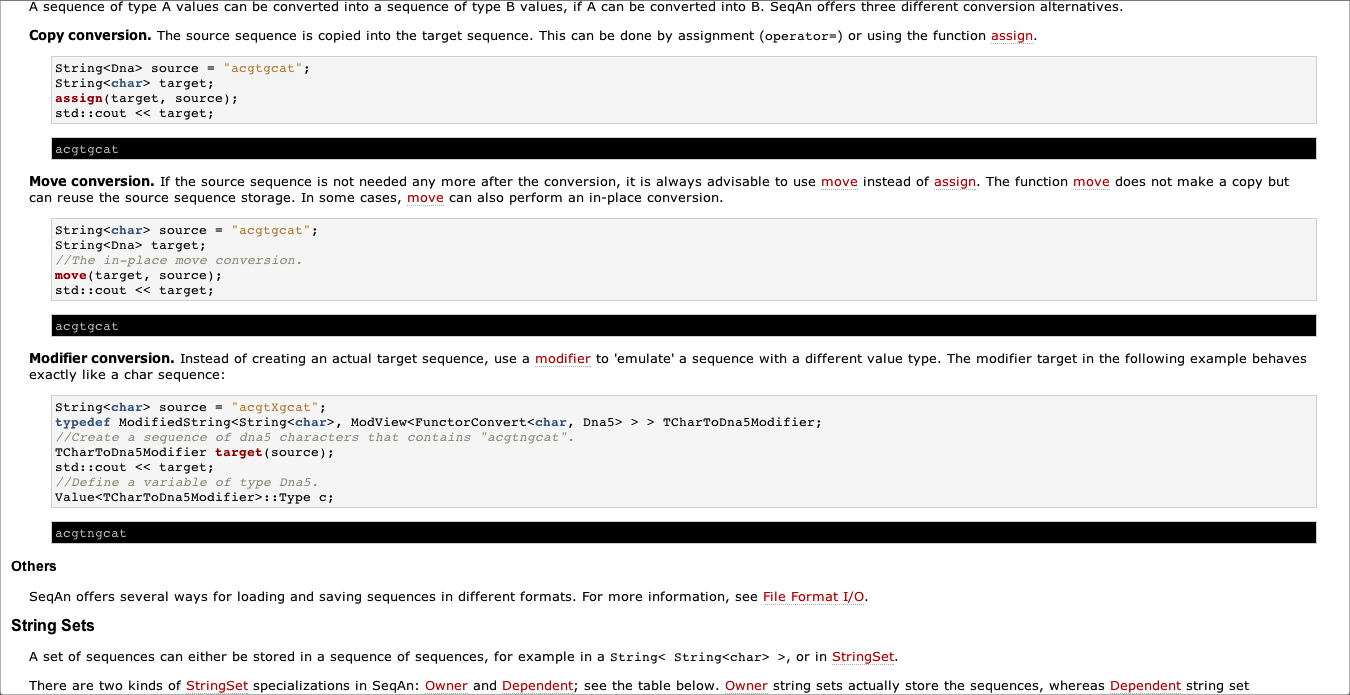 A sequence of type A values can be converted into a sequence of type B values, if A can be converted into B. SeqAn offers three different conversion alternatives.
Copy conversion. The source sequence is copied into the target sequence. This can be done by assignment (operator=) or using the function assign.
String<Dna> source = "acgtgcat";
String<char> target;
assign(target, source);
std::cout << target;
acgtgcat
Move conversion. If the source sequence is not needed any more after the conversion, it is always advisable to use move instead of assign. The function move does not make a copy but
can reuse the source sequence storage. In some cases, move can also perform an in-place conversion.
String<char> source = "acgtgcat";
String<Dna> target;
//The in-place move conversion.
move(target, source);
std::cout << target;
acgtgcat
Modifier conversion. Instead of creating an actual target sequence, use a modifier to 'emulate' a sequence with a different value type. The modifier target in the following example behaves
exactly like a char sequence:
String<char> source = "acgtXgcat";
typedef ModifiedString<String<char>, ModView<FunctorConvert<char, Dna5> > > TCharToDna5Modifier;
//Create a sequence of dna5 characters that contains "acgtngcat".
TCharToDna5Modifier target(source);
std::cout << target;
//Define a variable of type Dna5.
Value<TCharToDna5Modifier>::Type c;
acgtngcat
Others
SeqAn offers several ways for loading and saving sequences in different formats. For more information, see File Format I/O.
String Sets
A set of sequences can either be stored in a sequence of sequences, for example in a String< String<char> >, or in StringSet.
There are two kinds of StringSet specializations in SeqAn: Owner and Dependent; see the table below. Owner string sets actually store the sequences, whereas Dependent string set